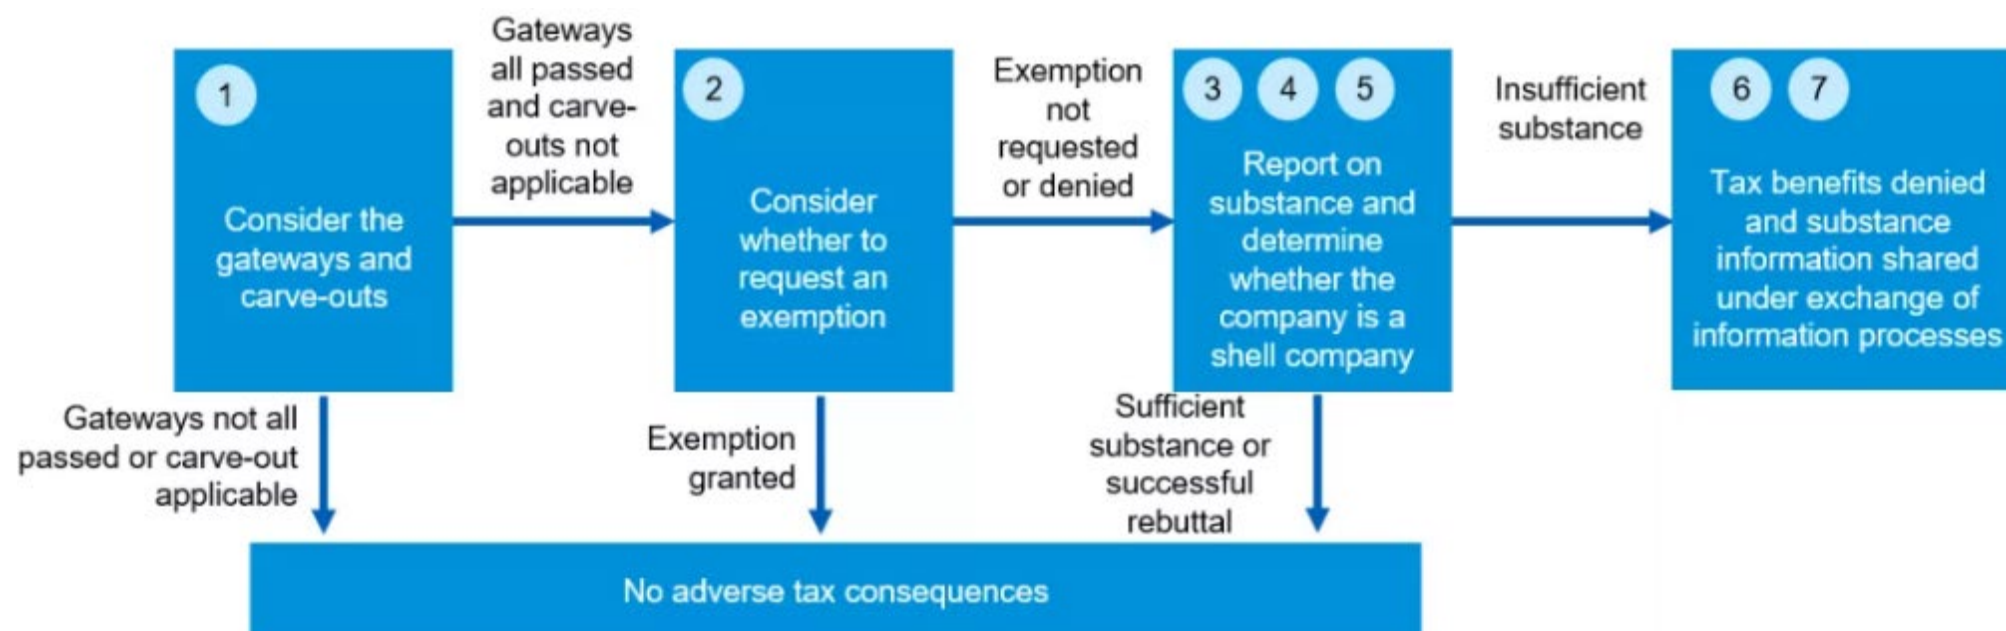 1
Consider the
gateways and
carve-outs
Gateways
all passed
and carve-
outs not
applicable
2
Consider
whether to
request an
exemption
Exemption
not
requested
or denied
3 4 5
Report on
substance and
determine
whether the
company is a
shell company
Insufficient
substance
6 7
Tax benefits denied
and substance
information shared
under exchange of
information processes
Gateways not all
passed or carve-out
applicable
Exemption
granted
Sufficient
substance or
successful
rebuttal
No adverse tax consequences